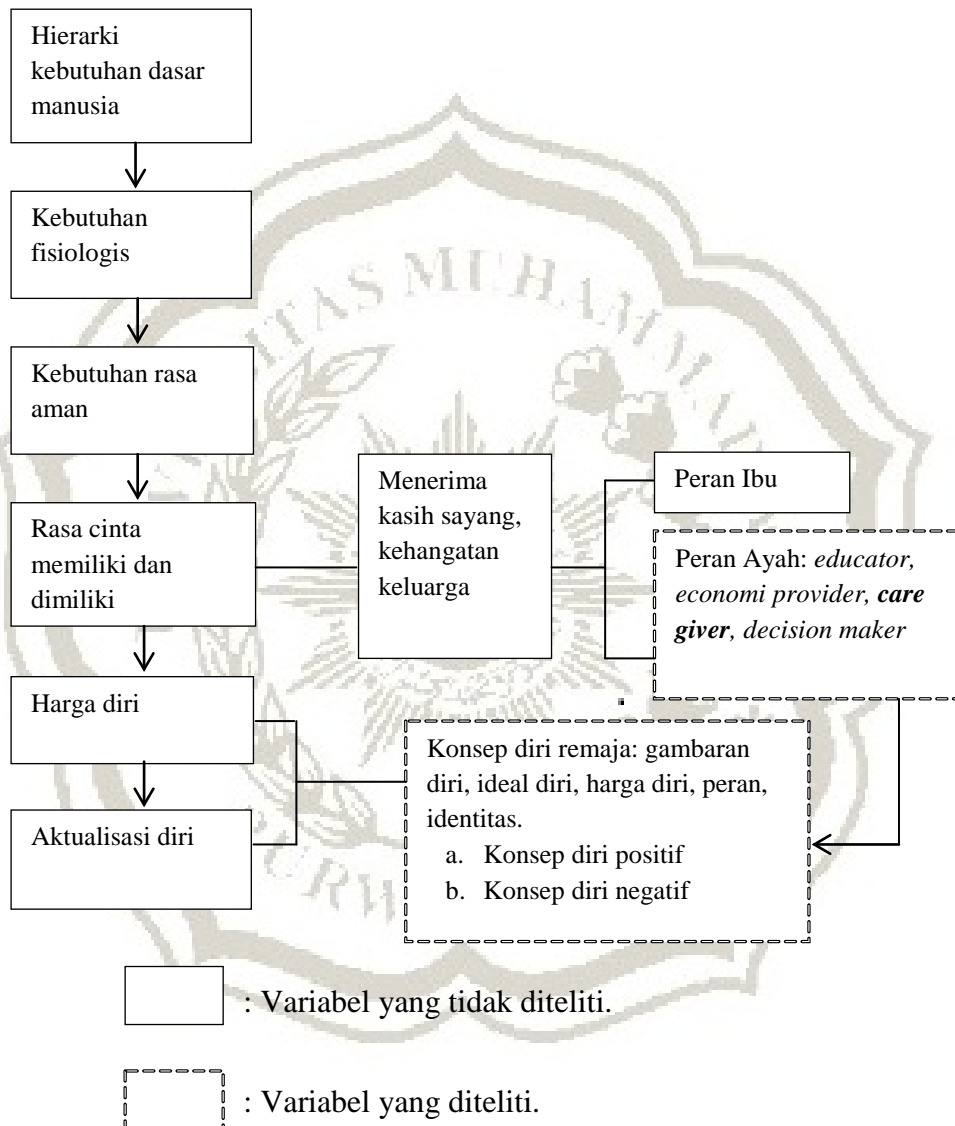 Hierarki
kebutuhan dasar
manusia
Kebutuhan
fisiologis
Kebutuhan rasa
aman
Rasa cinta
memiliki dan
dimiliki
Menerima
kasih sayang,
kehangatan
keluarga
Peran Ibu
Peran Ayah: educator,
economi provider, care
giver, decision maker
Harga diri
Aktualisasi diri
Konsep diri remaja: gambaran
diri, ideal diri, harga diri, peran,
identitas.
a. Konsep diri positif
b. Konsep diri negatif
: Variabel yang tidak diteliti.
: Variabel yang diteliti.